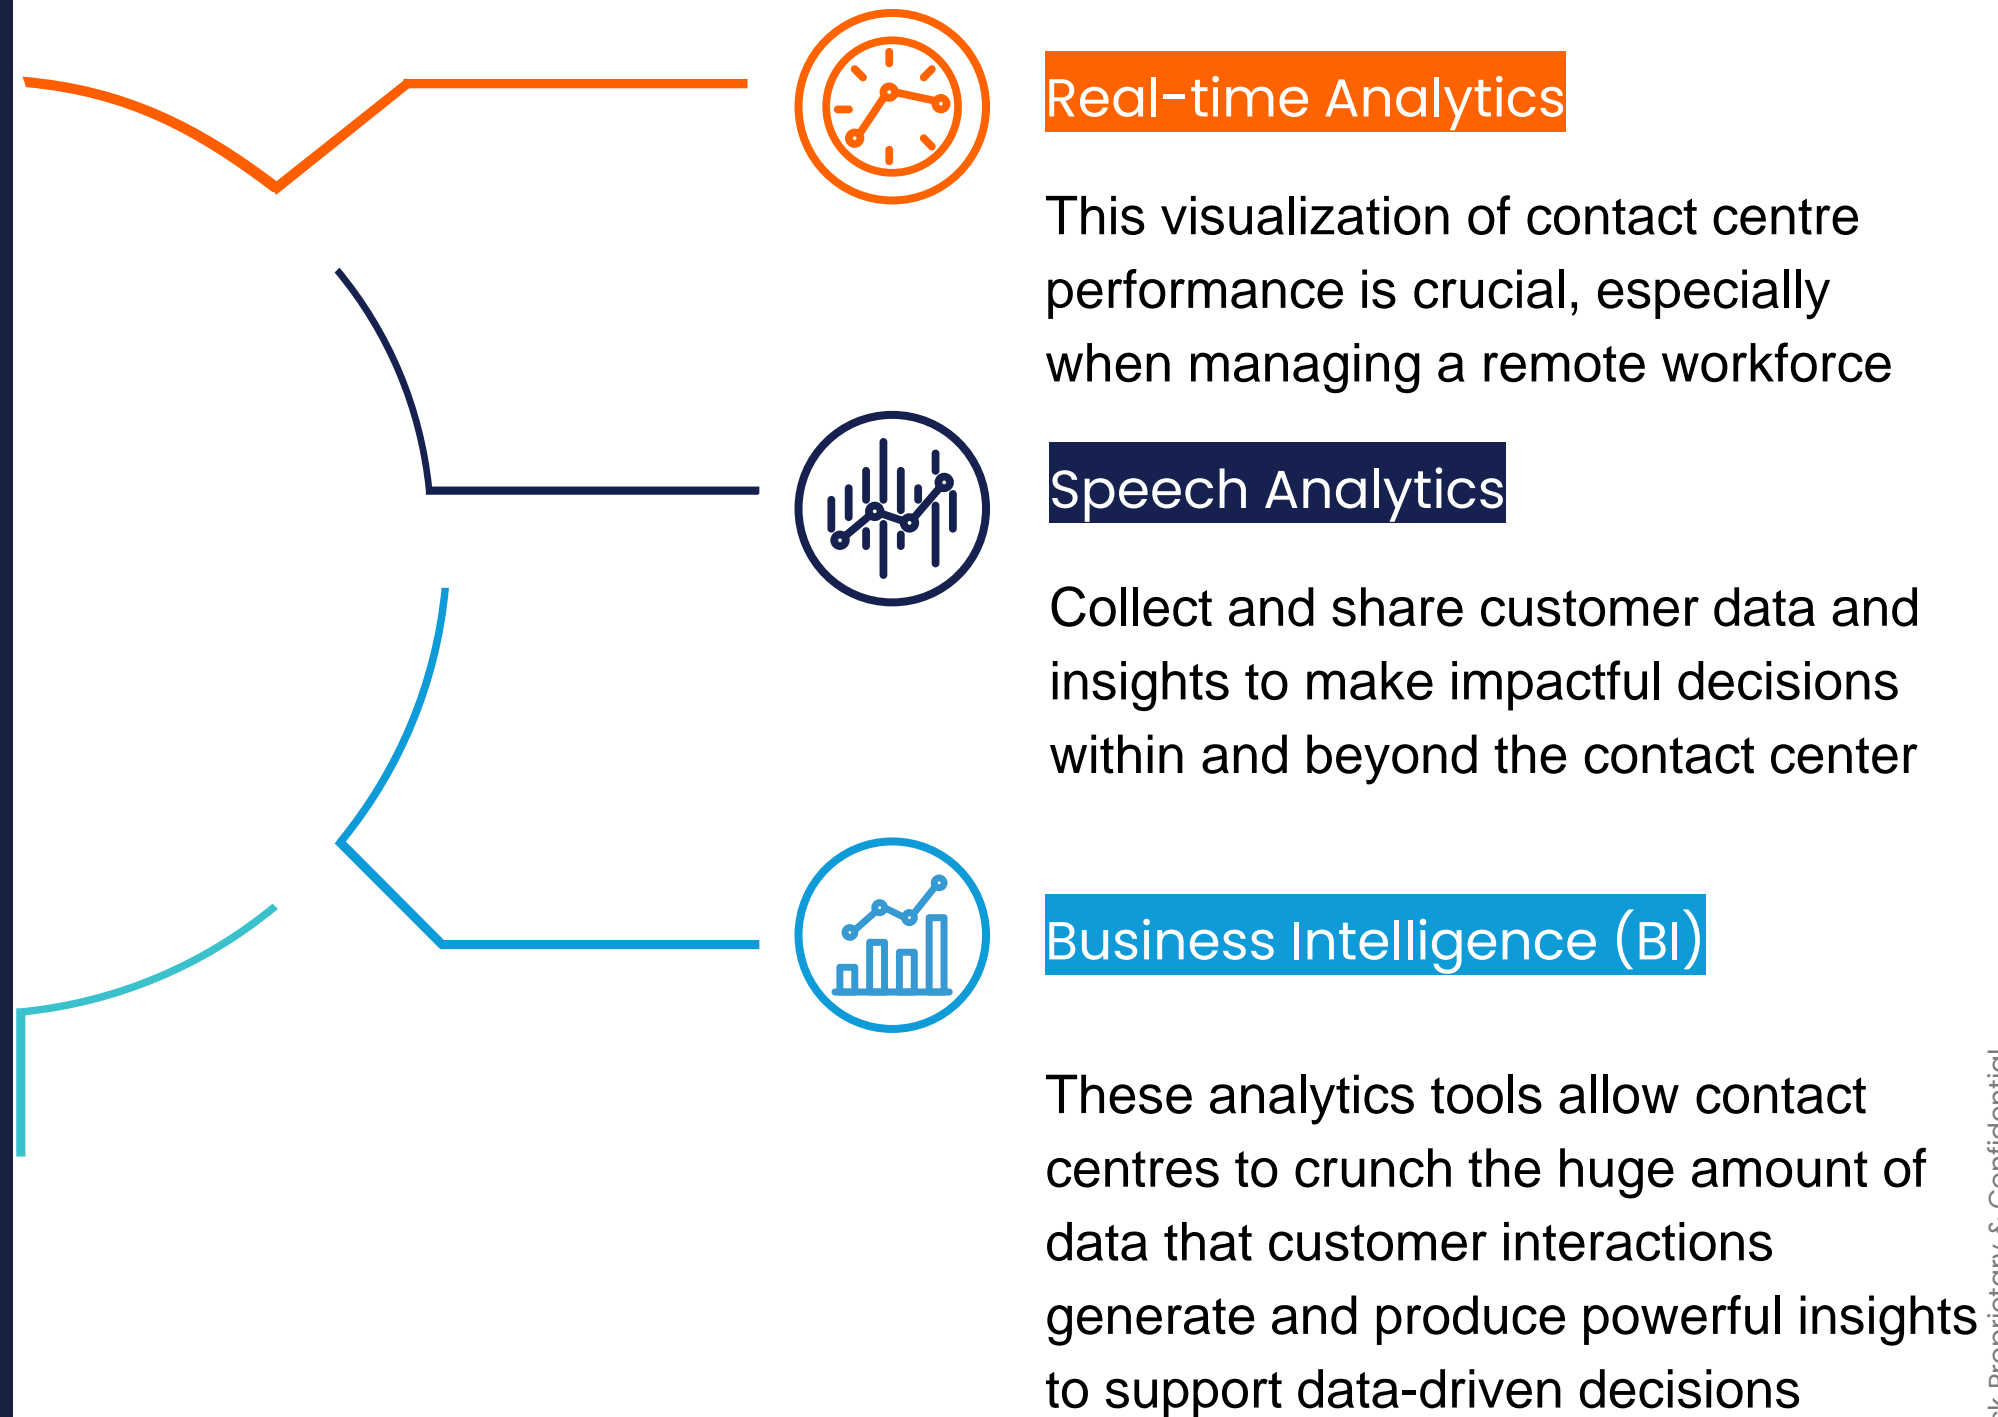 Real-time Analytics
This visualization of contact centre
performance is crucial, especially
when managing a remote workforce
Speech Analytics
Collect and share customer data and
insights to make impactful decisions
within and beyond the contact center
Business Intelligence (BI)
These analytics tools allow contact
centres to crunch the huge amount of
data that customer interactions
generate and produce powerful insights
to support data-driven decisions
Proprietary & Confidential